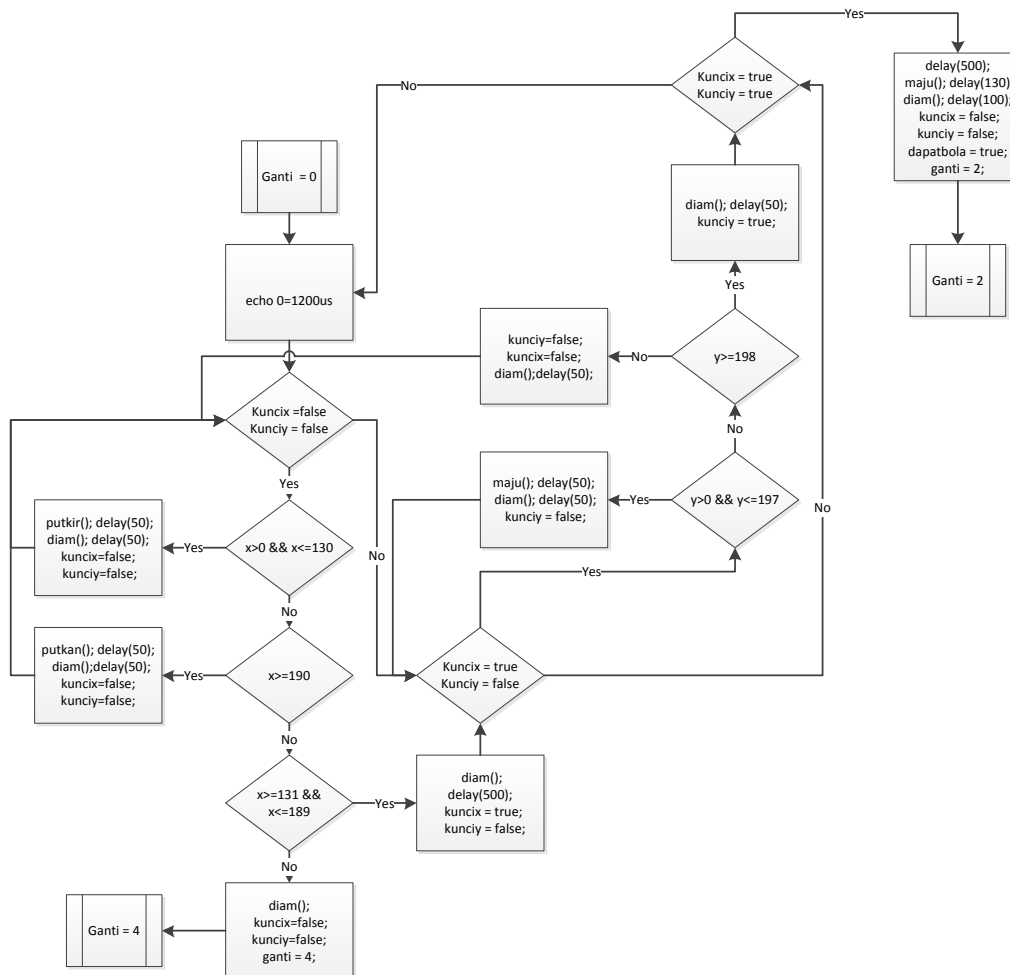 Yes
Kuncix = true
Kunciy = true
No
delay(500);
maju(); delay(130)
diam(); delay(100);
kuncix = false;
kunciy = false;
dapatbola = true;
ganti = 2;
Ganti = 0
diam(); delay(50);
kunciy = true;
Ganti = 2
echo 0=1200us
Yes
kunciy=false;
kuncix=false;
diam();delay(50);
No
y>=198
Kuncix =false
Kunciy = false
No
Yes
maju(); delay(50);
diam(); delay(50);
kunciy = false;
Yes
y>0 && y<=197
No
putkir(); delay(50);
diam(); delay(50);
kuncix=false;
kunciy=false;
Yes
x>0 && x<=130
No
Yes
No
putkan(); delay(50);
diam();delay(50);
kuncix=false;
kunciy=false;
Yes
x>=190
Kuncix = true
Kunciy = false
No
x>=131 &&
x<=189
Yes
diam();
delay(500);
kuncix = true;
kunciy = false;
No
Ganti = 4
diam();
kuncix=false;
kunciy=false;
ganti = 4;